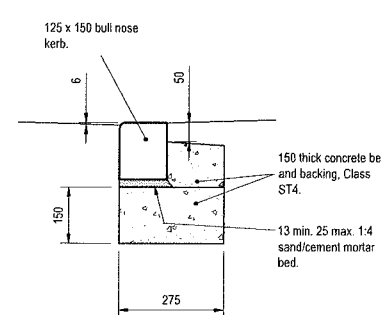 125 x 150 bull nose
kerb.
6
50
150 thick concrete be
and backing, Class
ST4.
150
13 min. 25 max. 1:4
sand/cement mortar
bed.
275